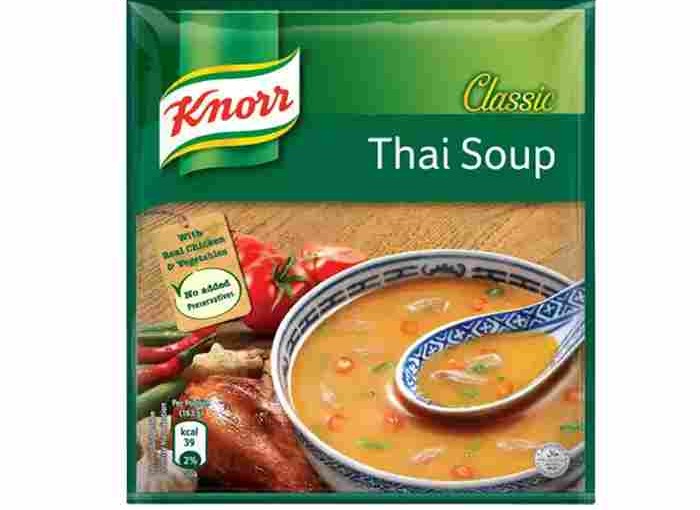 Knorr
Classic
Thai Soup
With
Real Chicken
& Vegetables
No added
Preservatives
kcal
39
2%